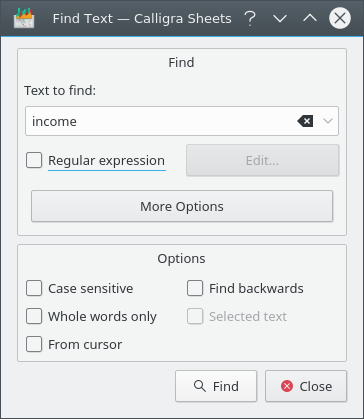 Find Text — Calligra Sheets
Find
Text to find:
income
Regular expression
Edit...
More Options
Options
Case sensitive
Find backwards
Whole words only
Selected text
From cursor
Find
Close